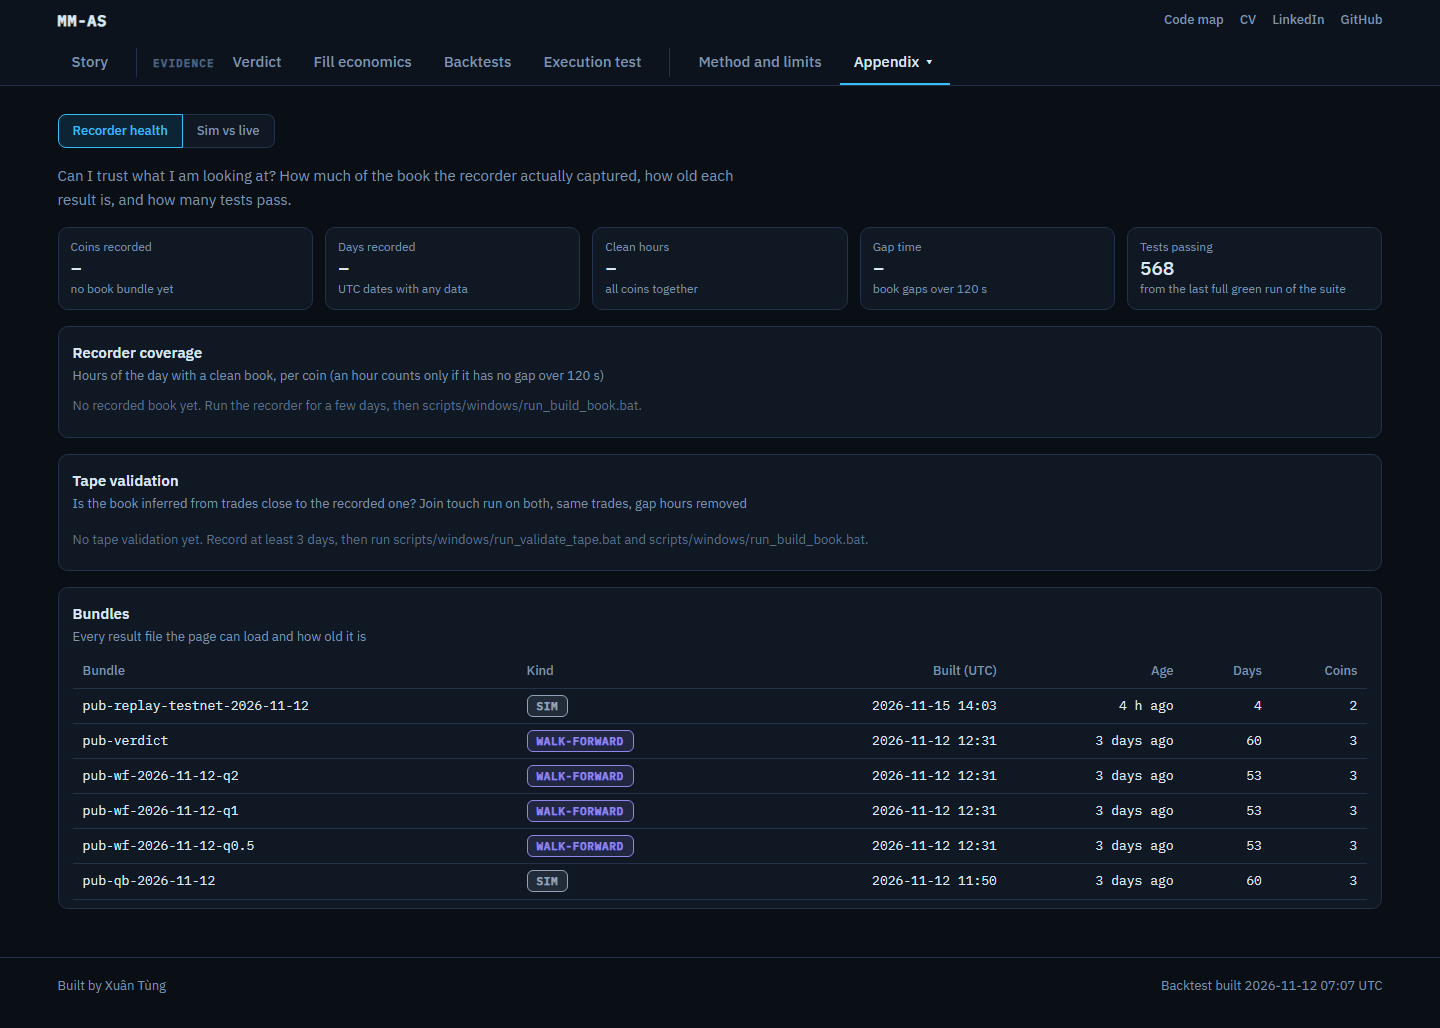 MM-AS
Code map CV LinkedIn GitHub
Story EVIDENCE Verdict Fill economics Backtests Execution test Method and limits Appendix ▾
Recorder health Sim vs live
Can I trust what I am looking at? How much of the book the recorder actually captured, how old each
result is, and how many tests pass.
Coins recorded
–
no book bundle yet
Days recorded
–
UTC dates with any data
Clean hours
–
all coins together
Gap time
–
book gaps over 120 s
Tests passing
568
from the last full green run of the suite
Recorder coverage
Hours of the day with a clean book, per coin (an hour counts only if it has no gap over 120 s)
No recorded book yet. Run the recorder for a few days, then scripts/windows/run_build_book.bat.
Tape validation
Is the book inferred from trades close to the recorded one? Join touch run on both, same trades, gap hours removed
No tape validation yet. Record at least 3 days, then run scripts/windows/run_validate_tape.bat and scripts/windows/run_build_book.bat.
Bundles
Every result file the page can load and how old it is
Bundle Kind Built (UTC) Age Days Coins
pub-replay-testnet-2026-11-12 SIM 2026-11-15 14:03 4 h ago 4 2
pub-verdict WALK-FORWARD 2026-11-12 12:31 3 days ago 60 3
pub-wf-2026-11-12-q2 WALK-FORWARD 2026-11-12 12:31 3 days ago 53 3
pub-wf-2026-11-12-q1 WALK-FORWARD 2026-11-12 12:31 3 days ago 53 3
pub-wf-2026-11-12-q0.5 WALK-FORWARD 2026-11-12 12:31 3 days ago 53 3
pub-qb-2026-11-12 SIM 2026-11-12 11:50 3 days ago 60 3
Built by Xuân Tùng
Backtest built 2026-11-12 07:07 UTC